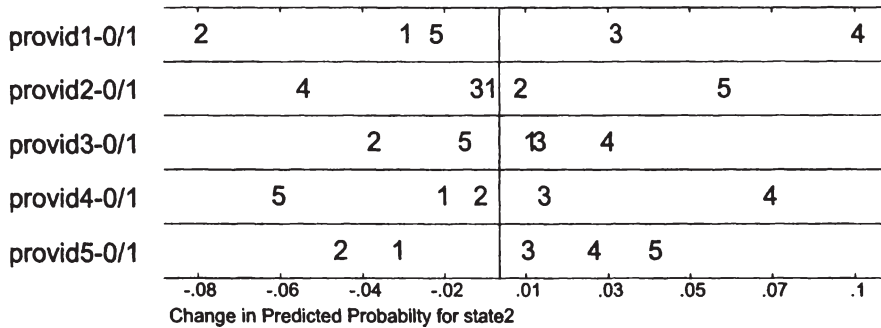 provid1-0/1 2 1 5 3 4
provid2-0/1 4 31 2 5
provid3-0/1 2 5 13 4
provid4-0/1 5 1 2 3 4
provid5-0/1 2 1 3 4 5
-.08 -.06 -.04 -.02 .01 .03 .05 .07 .1
Change in Predicted Probabilty for state2